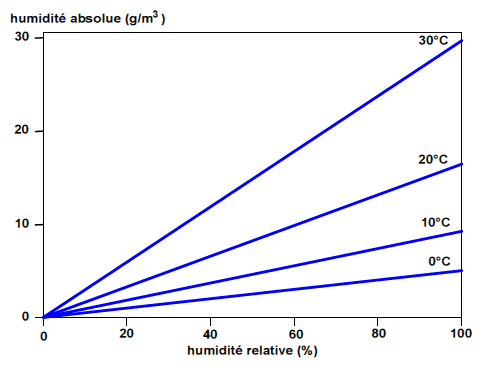 humidité absolue (g/m³ )
30
30°C
20
20°C
10
10°C
0°C
0
0 20 40 60 80 100
humidité relative (%)